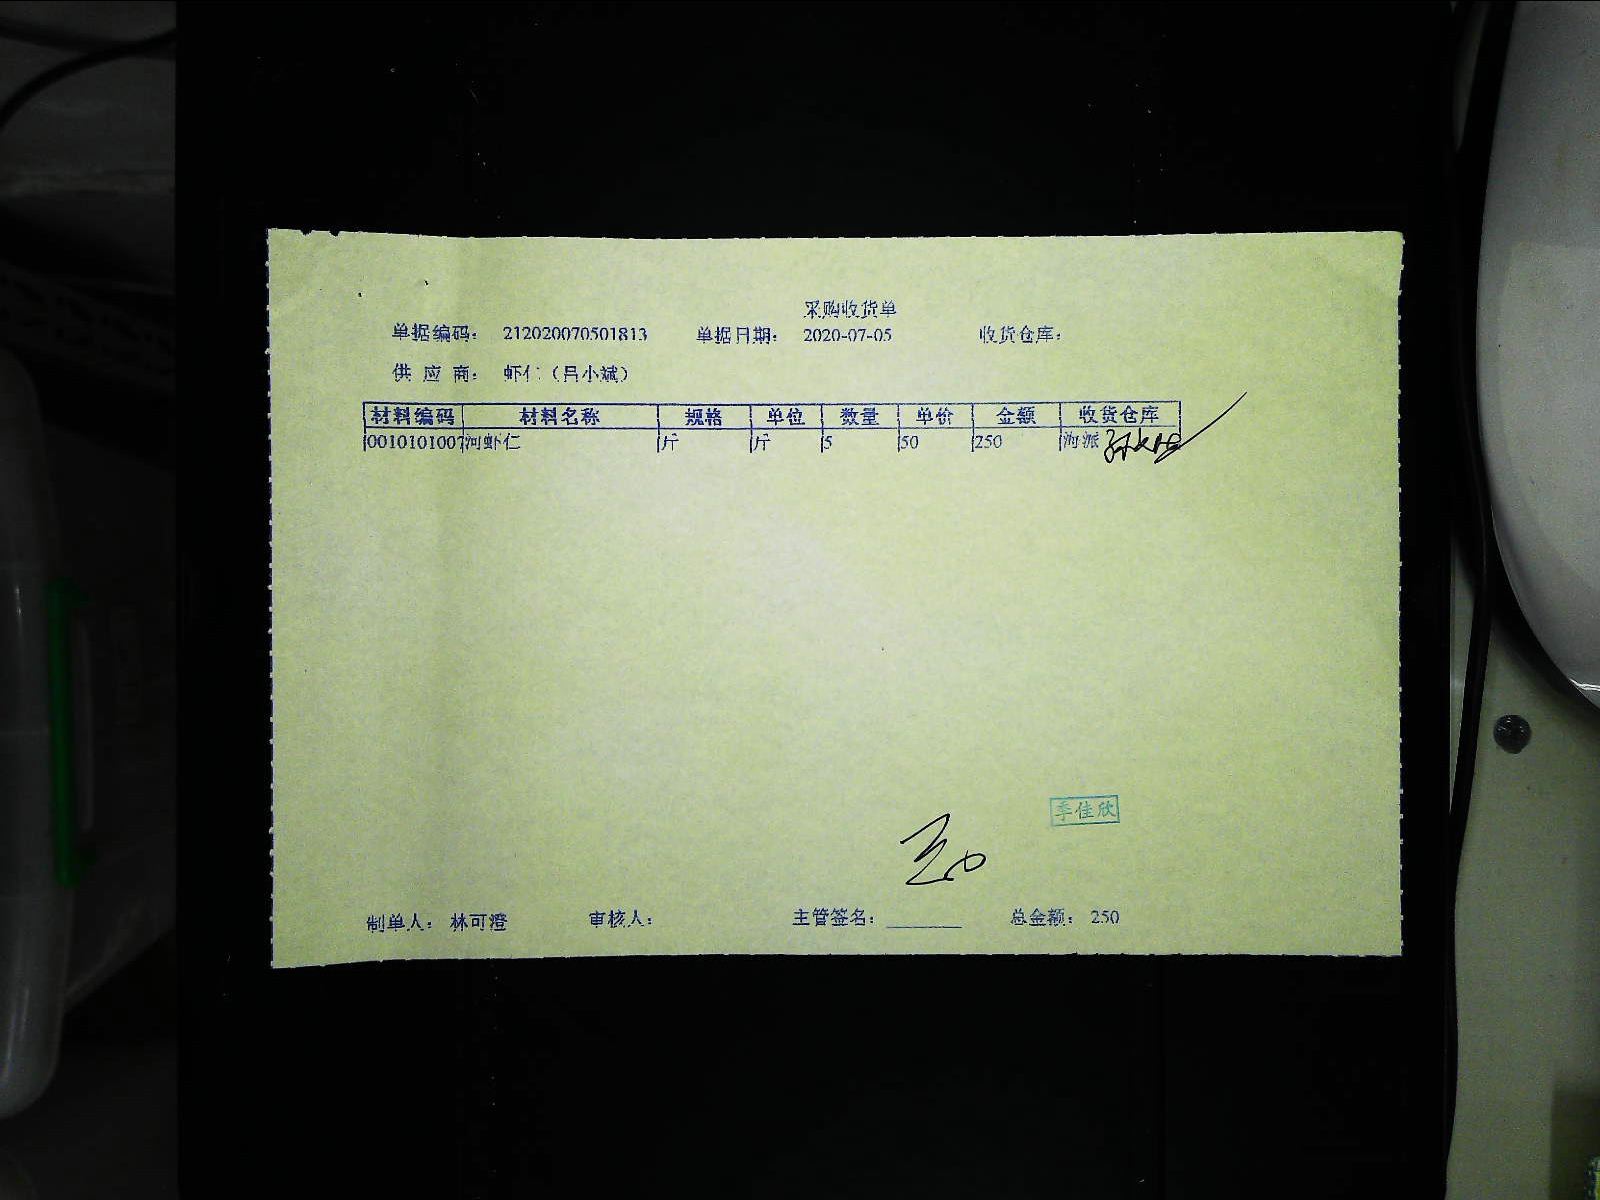 采购收货单
单据编码： 212020070501813 单据日期： 2020-07-05 收货仓库：
供 应 商： 虾仁（吕小斌）
材料编码 材料名称 规格 单位 数量 单价 金额 收货仓库
0010101007 河虾仁 斤 斤 5 50 250 海派
季佳欣
制单人： 林可澄 审核人： 主管签名： 总金额： 250